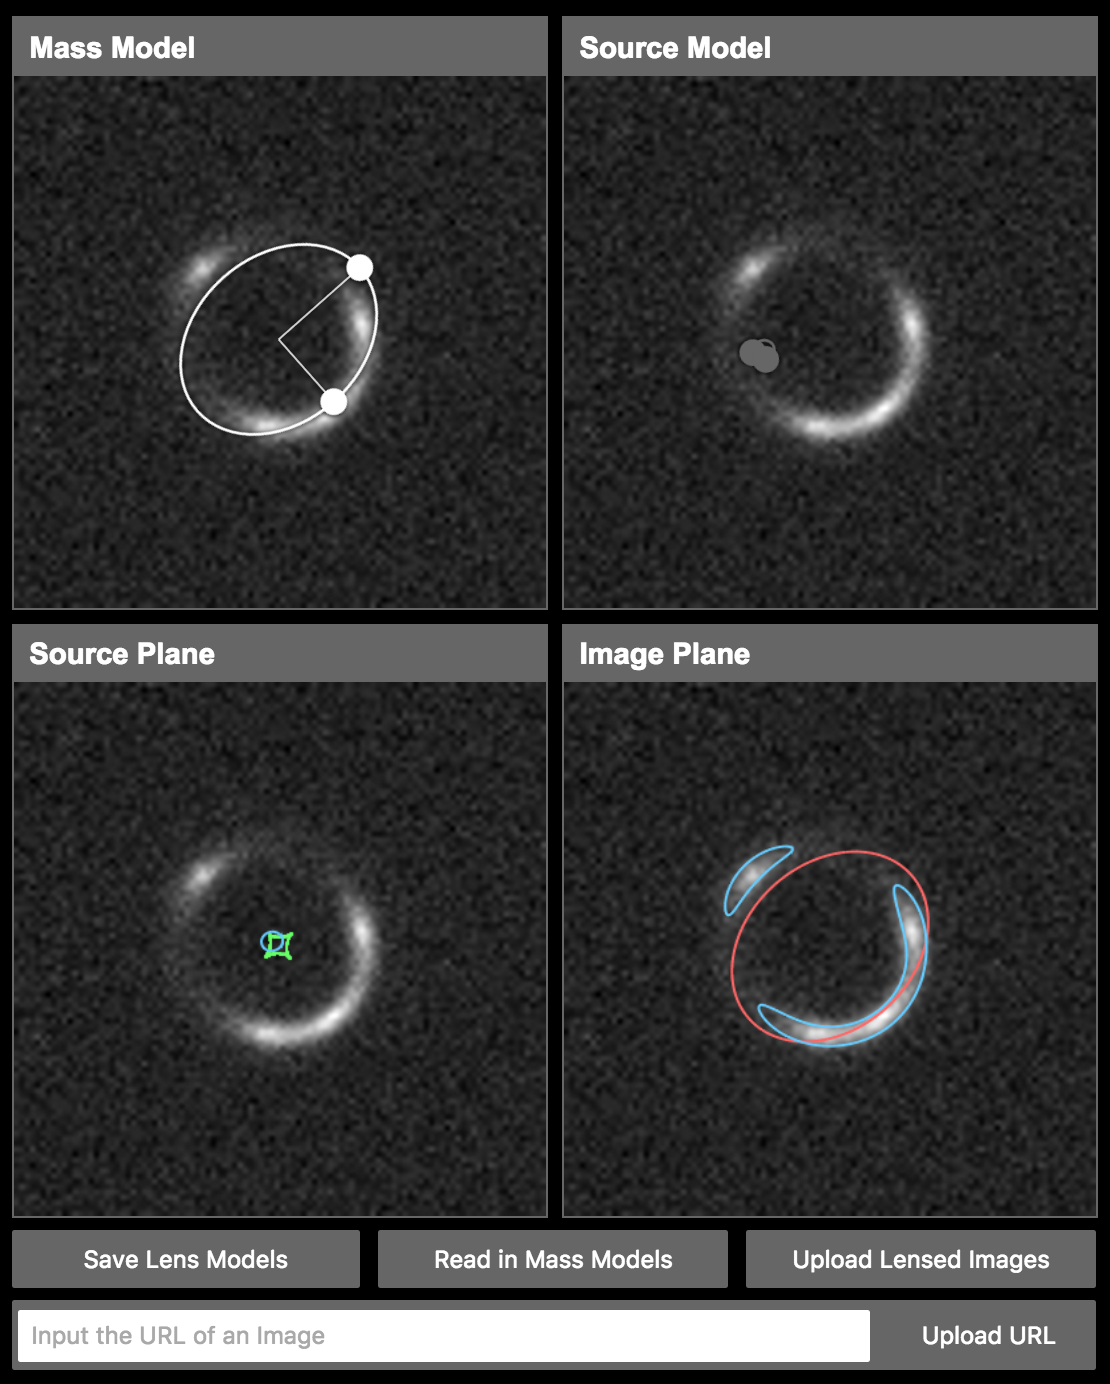 Mass Model
Source Model
Source Plane
Image Plane
Save Lens Models
Read in Mass Models
Upload Lensed Images
Input the URL of an Image
Upload URL